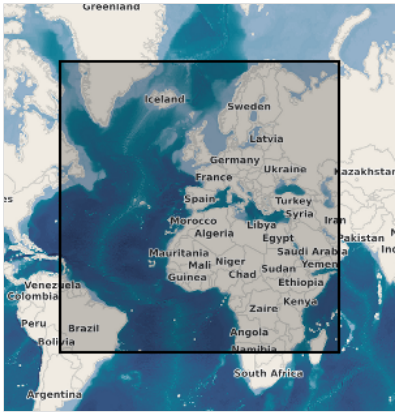 Greenland
Iceland
Sweden
Latvia
Germany
Ukraine
France
Kazakhstan
es
Spain
Turkey
Syria
Morocco
Algeria
Libya
Iran
Egypt
Pakistan
Mauritania
Saudi Arabia
Mali
Niger
Yemen
Guinea
Chad
Sudan
Venezuela
Ethiopia
Colombia
Kenya
Zaire
Peru
Brazil
Angola
Bolivia
Namibia
South Africa
Argentina